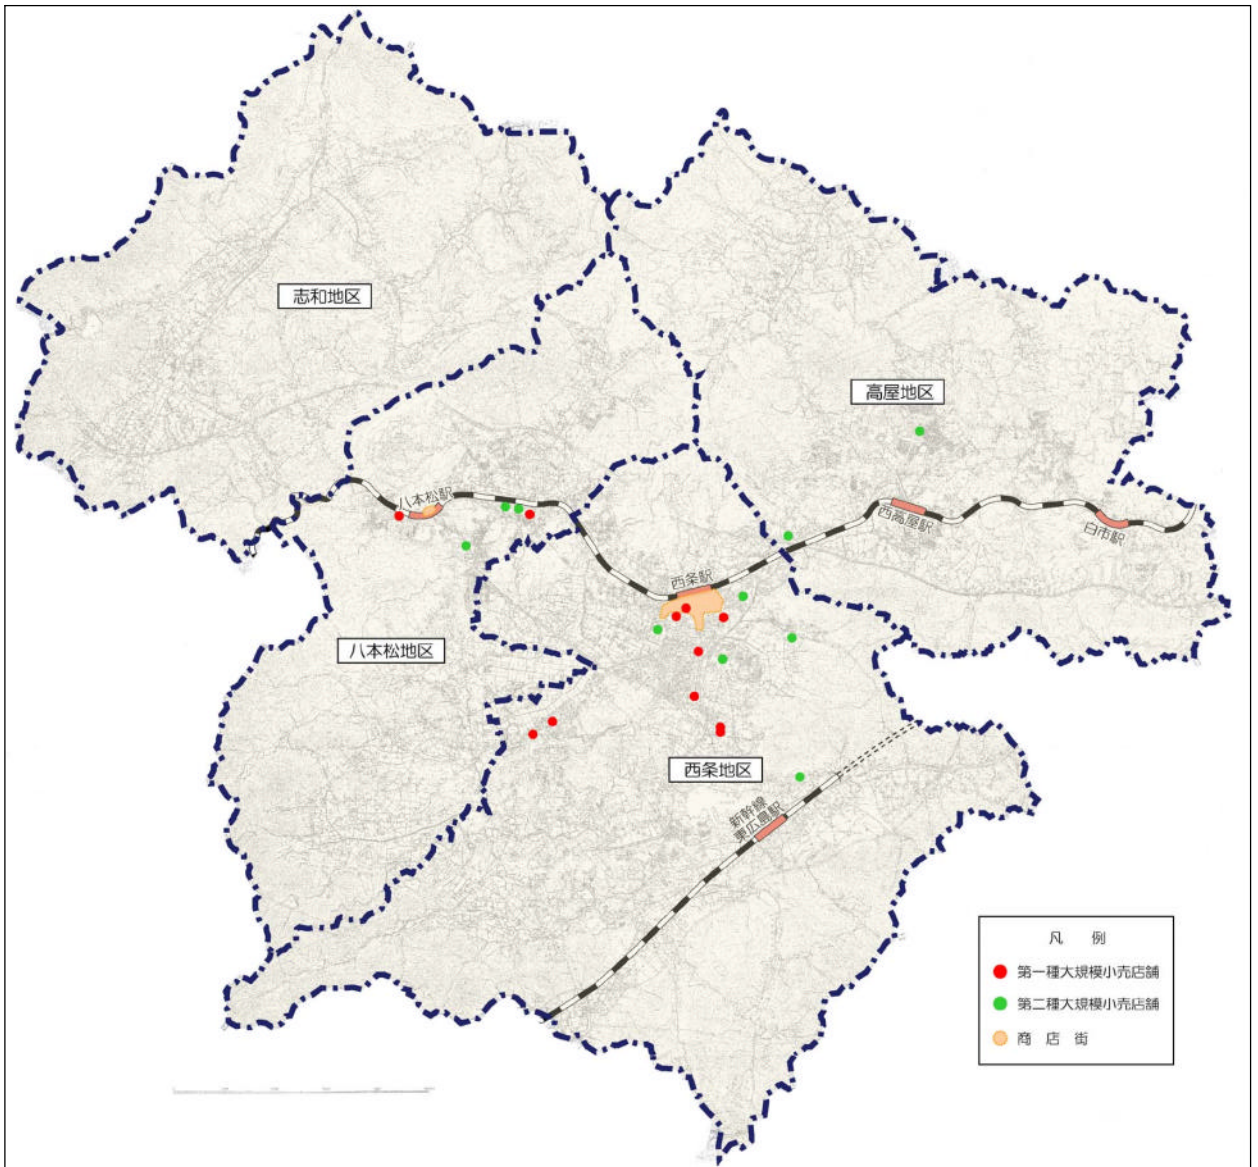 志和地区
高屋地区
八本松駅
西高屋駅
白市駅
西条駅
八本松地区
西条地区
新幹線
東広島駅
凡 例
第一種大規模小売店舗
第二種大規模小売店舗
商 店 街